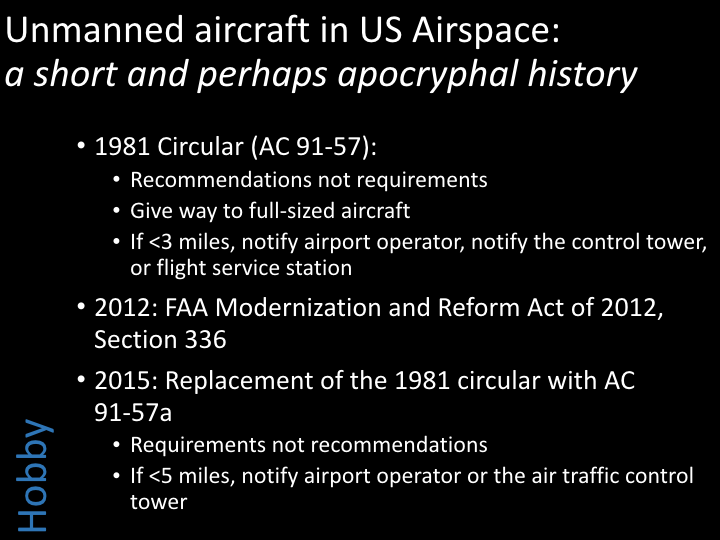 Unmanned aircraft in US Airspace:
a short and perhaps apocryphal history
• 1981 Circular (AC 91-57):
• Recommendations not requirements
• Give way to full-sized aircraft
• If <3 miles, notify airport operator, notify the control tower,
or flight service station
• 2012: FAA Modernization and Reform Act of 2012,
Section 336
• 2015: Replacement of the 1981 circular with AC
91-57a
• Requirements not recommendations
• If <5 miles, notify airport operator or the air traffic control
tower
Hobby